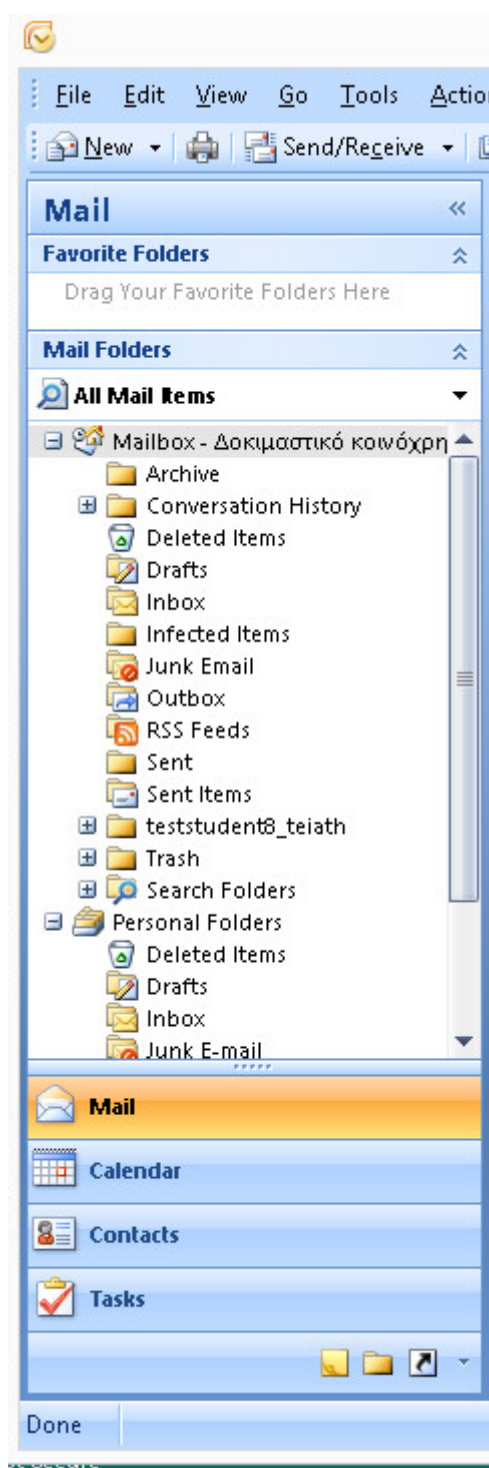 File Edit View Go Tools Actio
New Send/Receive
Mail
Favorite Folders
Drag Your Favorite Folders Here
Mail Folders
All Mail Items
Mailbox - Δοκιμαστικό κοινόχρη
Archive
Conversation History
Deleted Items
Drafts
Inbox
Infected Items
Junk Email
Outbox
RSS Feeds
Sent
Sent Items
teststudent8_teiath
Trash
Search Folders
Personal Folders
Deleted Items
Drafts
Inbox
Junk E-mail
Mail
Calendar
Contacts
Tasks
Done